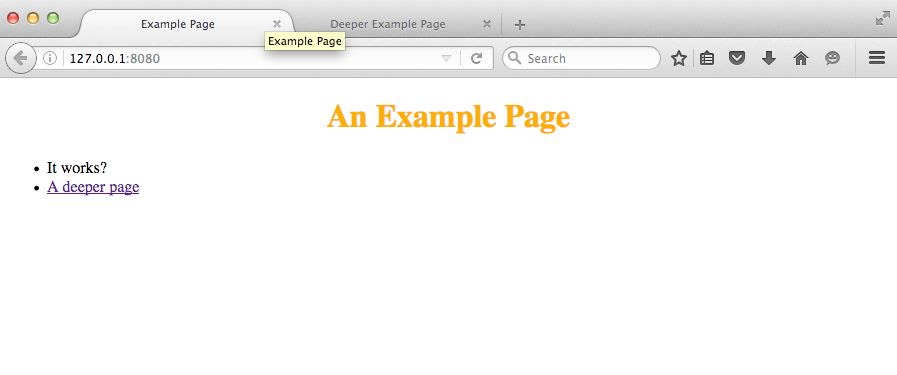 Example Page
Deeper Example Page
Example Page
127.0.0.1:8080
Search
An Example Page
It works?
A deeper page